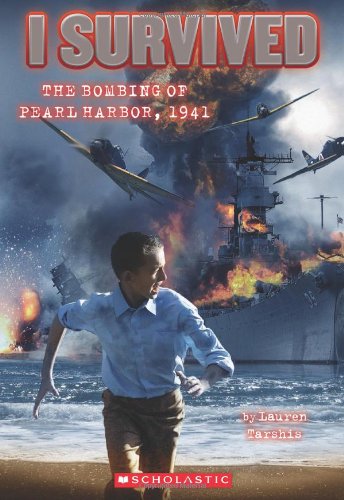 I SURVIVED
THE BOMBING OF
PEARL HARBOR, 1941
by Lauren
Tarshis
SCHOLASTIC